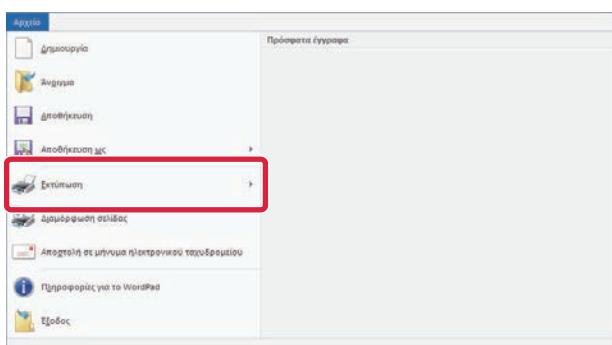 Αρχείο
Πρόσφατα έγγραφα
Δημιουργία
Άνοιγμα
Αποθήκευση
Αποθήκευση ως
Εκτύπωση
Διαμόρφωση σελίδας
Αποστολή σε μήνυμα ηλεκτρονικού ταχυδρομείου
Πληροφορίες για το WordPad
Έξοδος